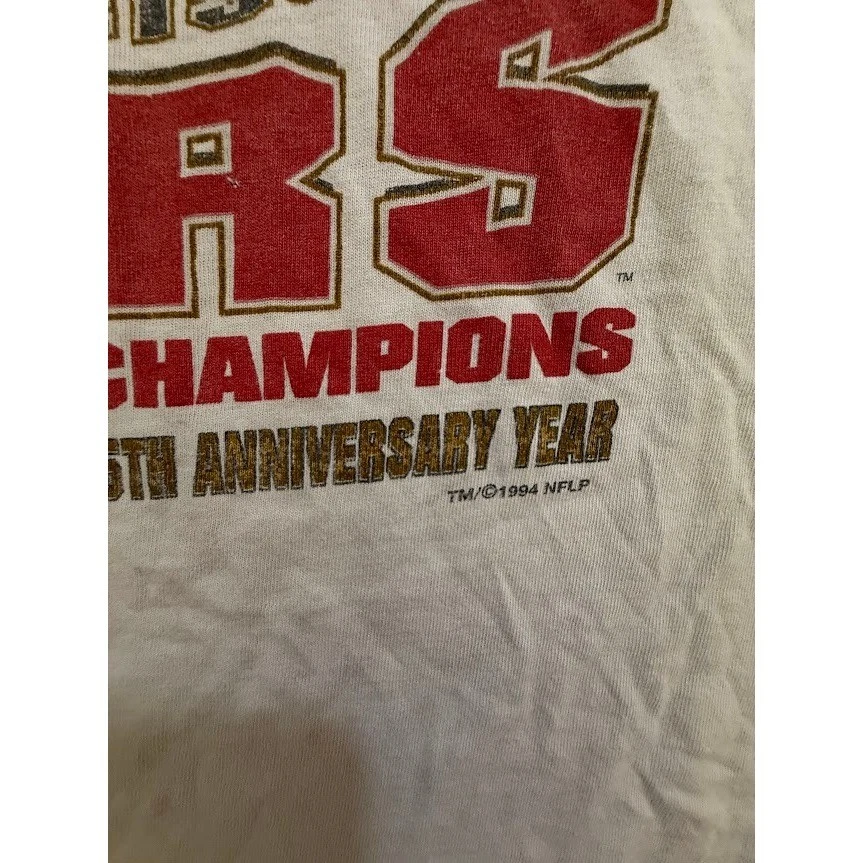 RS
TM
CHAMPIONS
5TH ANNIVERSARY YEAR
TM/©1994 NFLP